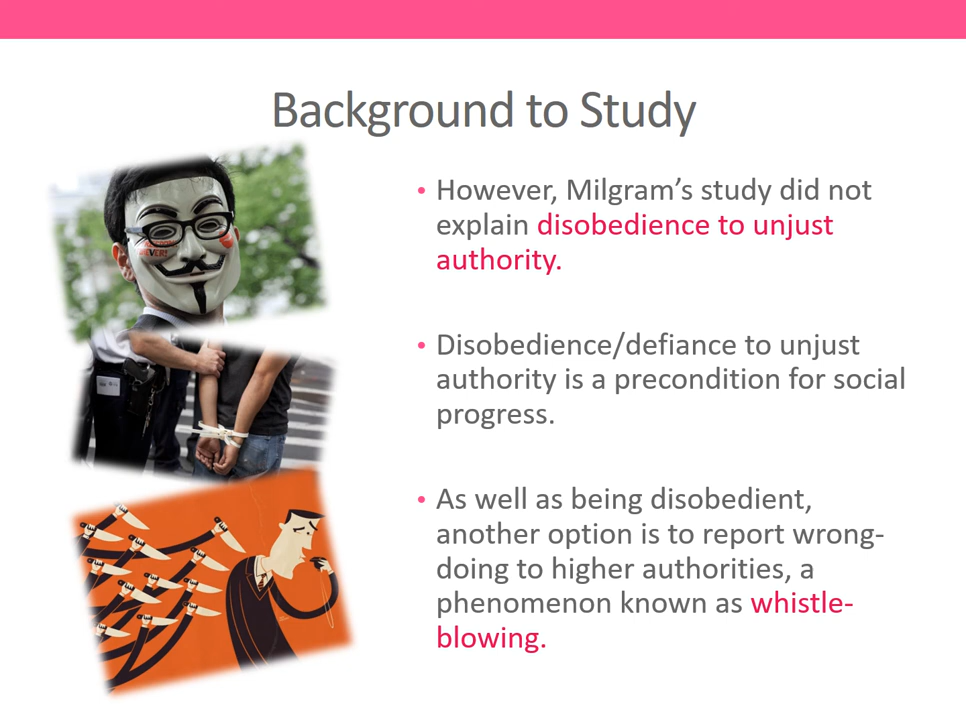 Background to Study
• However, Milgram's study did not
explain disobedience to unjust
authority.
• Disobedience/defiance to unjust
authority is a precondition for social
progress.
• As well as being disobedient,
another option is to report wrong-
doing to higher authorities, a
phenomenon known as whistle-
blowing.